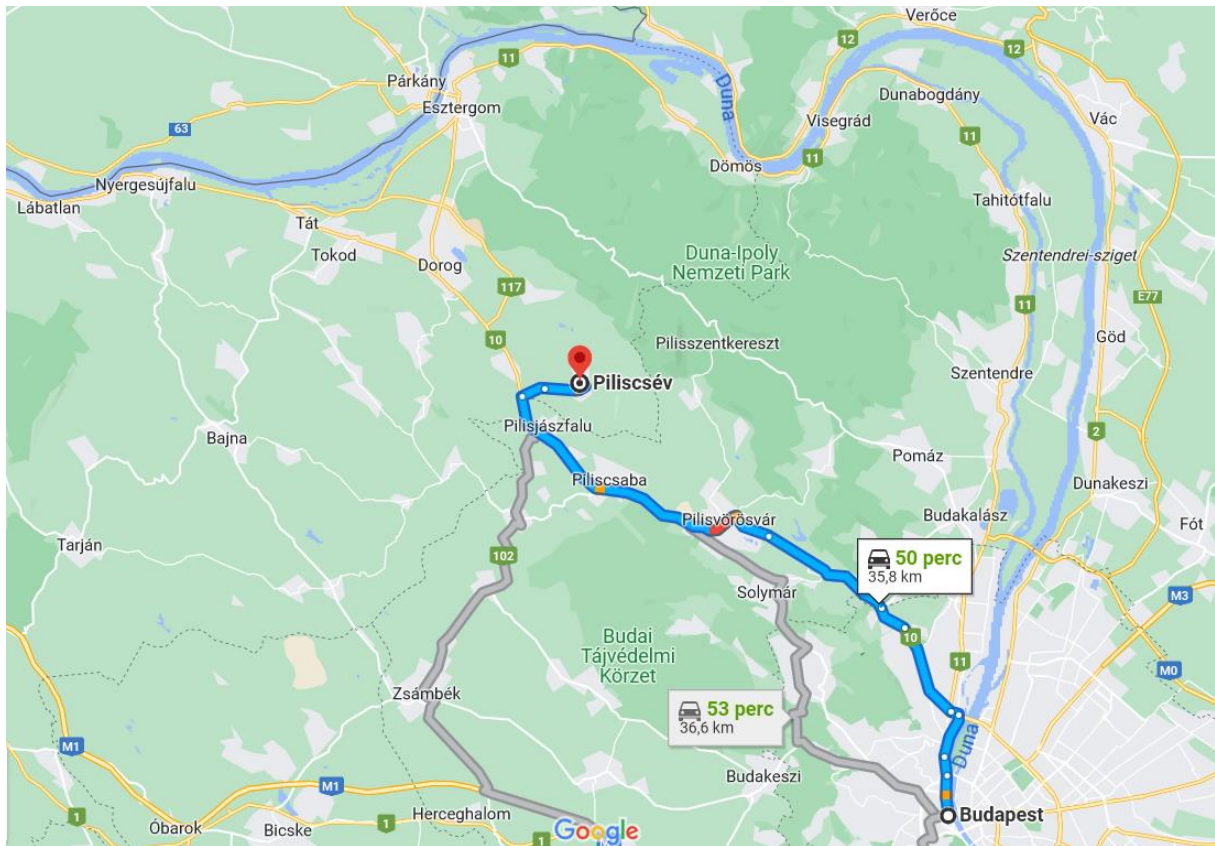 Verőce
12
12
11
Párkány
Duna
Esztergom
Dunabogdány
Visegrád
Vác
63
11
11
Dömös
Nyergesújfalu
Lábatlan
Tahitótfalu
Tát
Tokod
Dorog
Duna-Ipoly
Nemzeti Park
Szentendrei-sziget
117
E77
11
10
Pilisszentkereszt
Göd
Piliscsév
Szentendre
Pilisjászfalu
Bajna
2
Pomáz
Piliscsaba
Dunakeszi
Pilisvörösvár
Budakalász
Fót
Tarján
102
50 perc
35,8 km
Solymár
M3
Budai
Tájvédelmi
Körzet
10
11
M0
Zsámbék
53 perc
36,6 km
M1
Duna
Budakeszi
M1
Herceghalom
Budapest
1
Óbarok
Bicske
1
1
Google